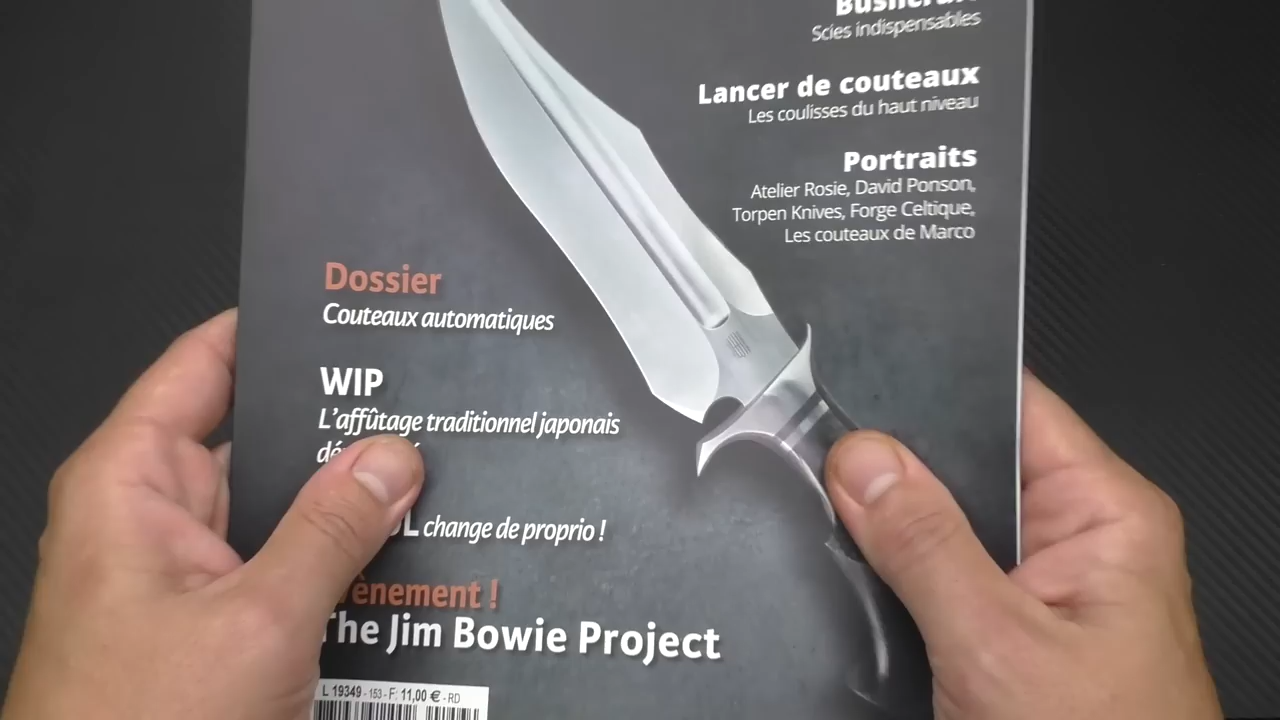 Scies indispensables
Lancer de couteaux
Les coulisses du haut niveau
Portraits
Atelier Rosie, David Ponson,
Torpen Knives, Forge Celtique,
Les couteaux de Marco
Dossier
Couteaux automatiques
WIP
L'affûtage traditionnel japonais
change de proprio !
The Jim Bowie Project
L 19349 - 153 - F: 11,00 € - RD